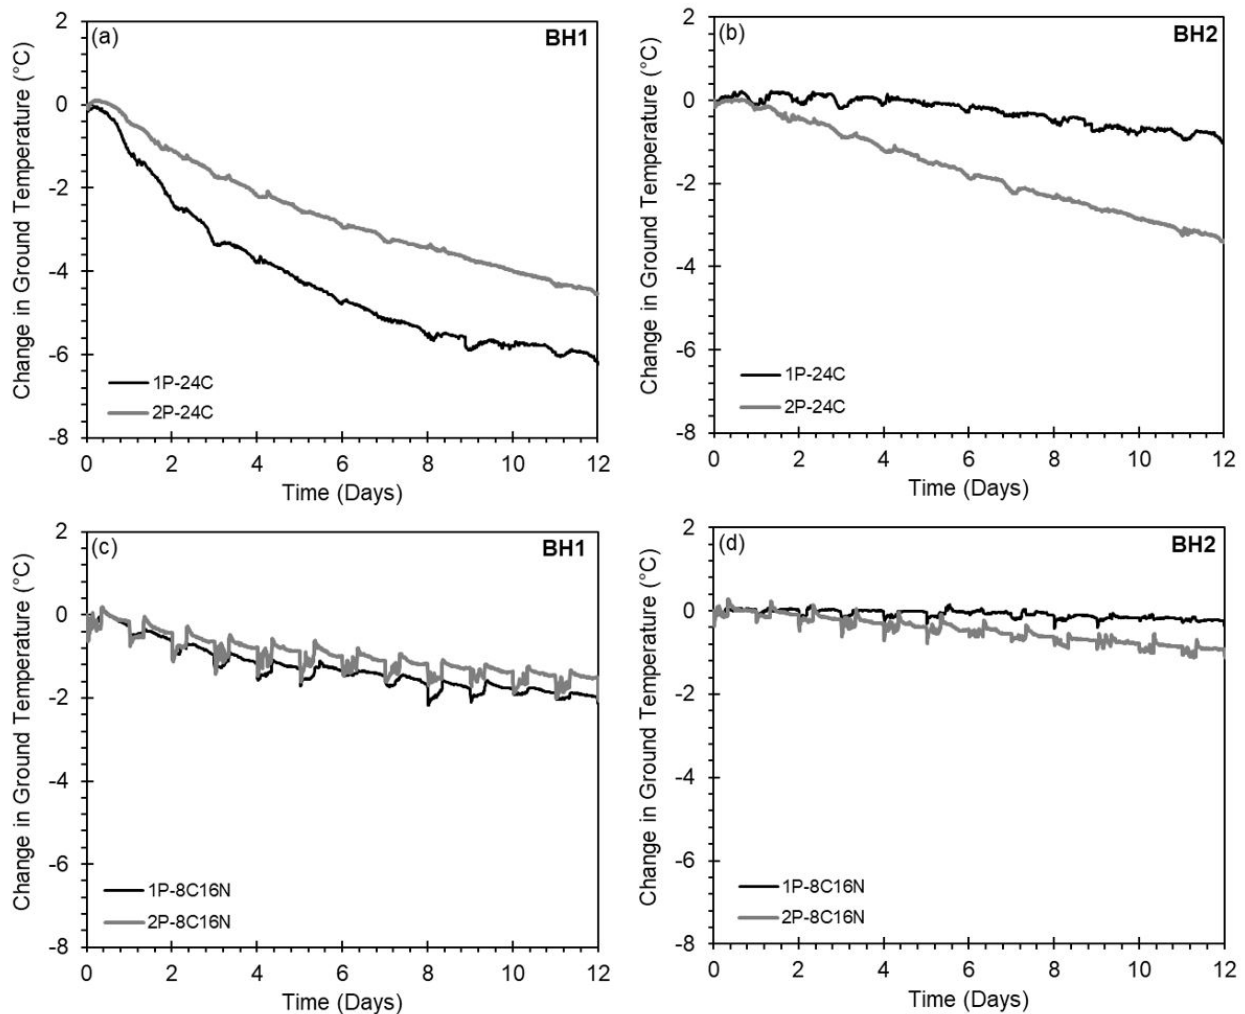 (a)
BH1
Change in Ground Temperature (°C)
2
0
-2
-4
-6
-8
1P-24C
2P-24C
0 2 4 6 8 10 12
Time (Days)
(b)
BH2
Change in Ground Temperature (°C)
2
0
-2
-4
-6
-8
1P-24C
2P-24C
0 2 4 6 8 10 12
Time (Days)
(c)
BH1
Change in Ground Temperature (°C)
2
0
-2
-4
-6
-8
1P-8C16N
2P-8C16N
0 2 4 6 8 10 12
Time (Days)
(d)
BH2
Change in Ground Temperature (°C)
2
0
-2
-4
-6
-8
1P-8C16N
2P-8C16N
0 2 4 6 8 10 12
Time (Days)